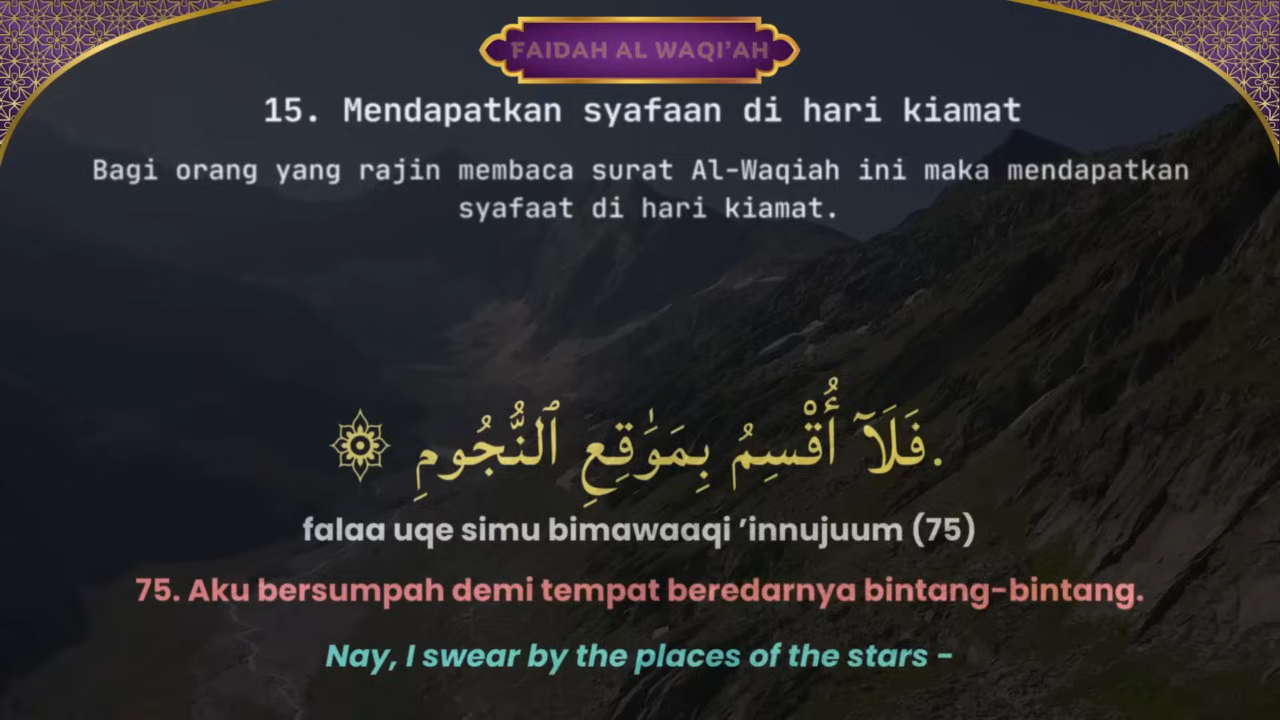 FAIDAH AL WAQI’AH
15. Mendapatkan syafaan di hari kiamat
Bagi orang yang rajin membaca surat Al-Waqiah ini maka mendapatkan
syafaat di hari kiamat.
.فَلَآ أُقْسِمُ بِمَوَٰقِعِ ٱلنُّجُومِ ۞
falaa uqe simu bimawaaqi ’innujuum (75)
75. Aku bersumpah demi tempat beredarnya bintang-bintang.
Nay, I swear by the places of the stars -